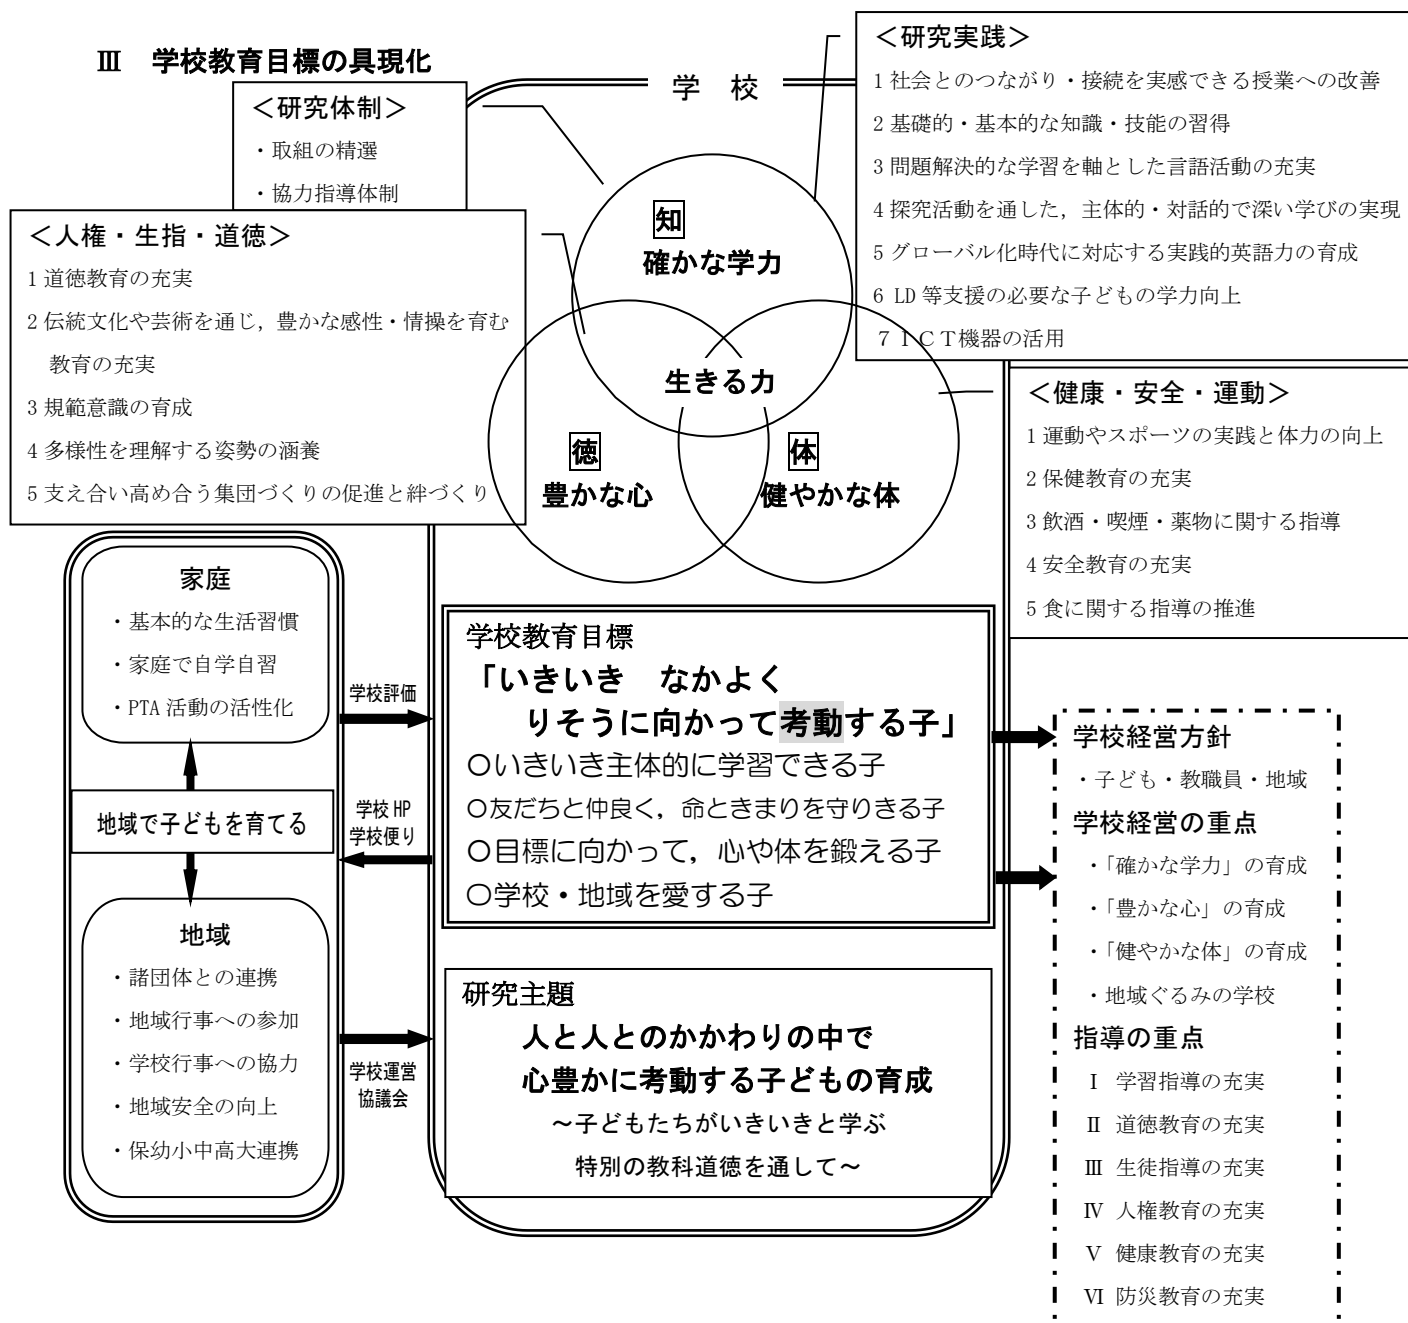 Ⅲ　学校教育目標の具現化
学　校
＜研究体制＞
・取組の精選
・協力指導体制
＜研究実践＞
1 社会とのつながり・接続を実感できる授業への改善
2 基礎的・基本的な知識・技能の習得
3 問題解決的な学習を軸とした言語活動の充実
4 探究活動を通した，主体的・対話的で深い学びの実現
5 グローバル化時代に対応する実践的英語力の育成
6 LD 等支援の必要な子どもの学力向上
７ＩＣＴ機器の活用
＜人権・生指・道徳＞
1 道徳教育の充実
2 伝統文化や芸術を通じ，豊かな感性・情操を育む
教育の充実
3 規範意識の育成
4 多様性を理解する姿勢の涵養
5 支え合い高め合う集団づくりの促進と絆づくり
知
確かな学力
生きる力
徳
豊かな心
体
健やかな体
＜健康・安全・運動＞
1 運動やスポーツの実践と体力の向上
2 保健教育の充実
3 飲酒・喫煙・薬物に関する指導
4 安全教育の充実
5 食に関する指導の推進
家庭
・基本的な生活習慣
・家庭で自学自習
・PTA 活動の活性化
地域で子どもを育てる
地域
・諸団体との連携
・地域行事への参加
・学校行事への協力
・地域安全の向上
・保幼小中高大連携
学校評価
学校 HP
学校便り
学校運営
協議会
学校教育目標
「いきいき　なかよく
りそうに向かって考動する子」
○いきいき主体的に学習できる子
○友だちと仲良く，命ときまりを守りきる子
○目標に向かって，心や体を鍛える子
○学校・地域を愛する子
研究主題
人と人とのかかわりの中で
心豊かに考動する子どもの育成
～子どもたちがいきいきと学ぶ
特別の教科道徳を通して～
学校経営方針
・子ども・教職員・地域
学校経営の重点
・「確かな学力」の育成
・「豊かな心」の育成
・「健やかな体」の育成
・地域ぐるみの学校
指導の重点
Ⅰ 学習指導の充実
Ⅱ 道徳教育の充実
Ⅲ 生徒指導の充実
Ⅳ 人権教育の充実
Ⅴ 健康教育の充実
Ⅵ 防災教育の充実